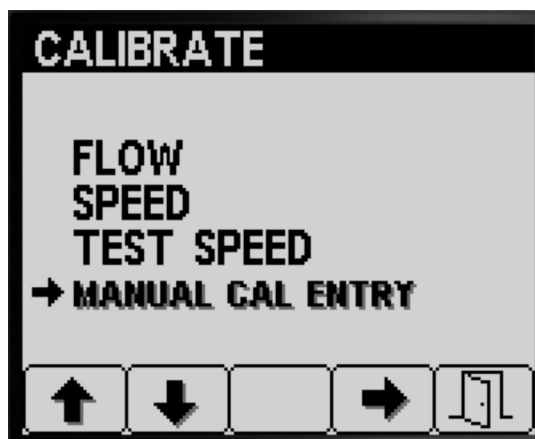 CALIBRATE
FLOW
SPEED
TEST SPEED
MANUAL CAL ENTRY